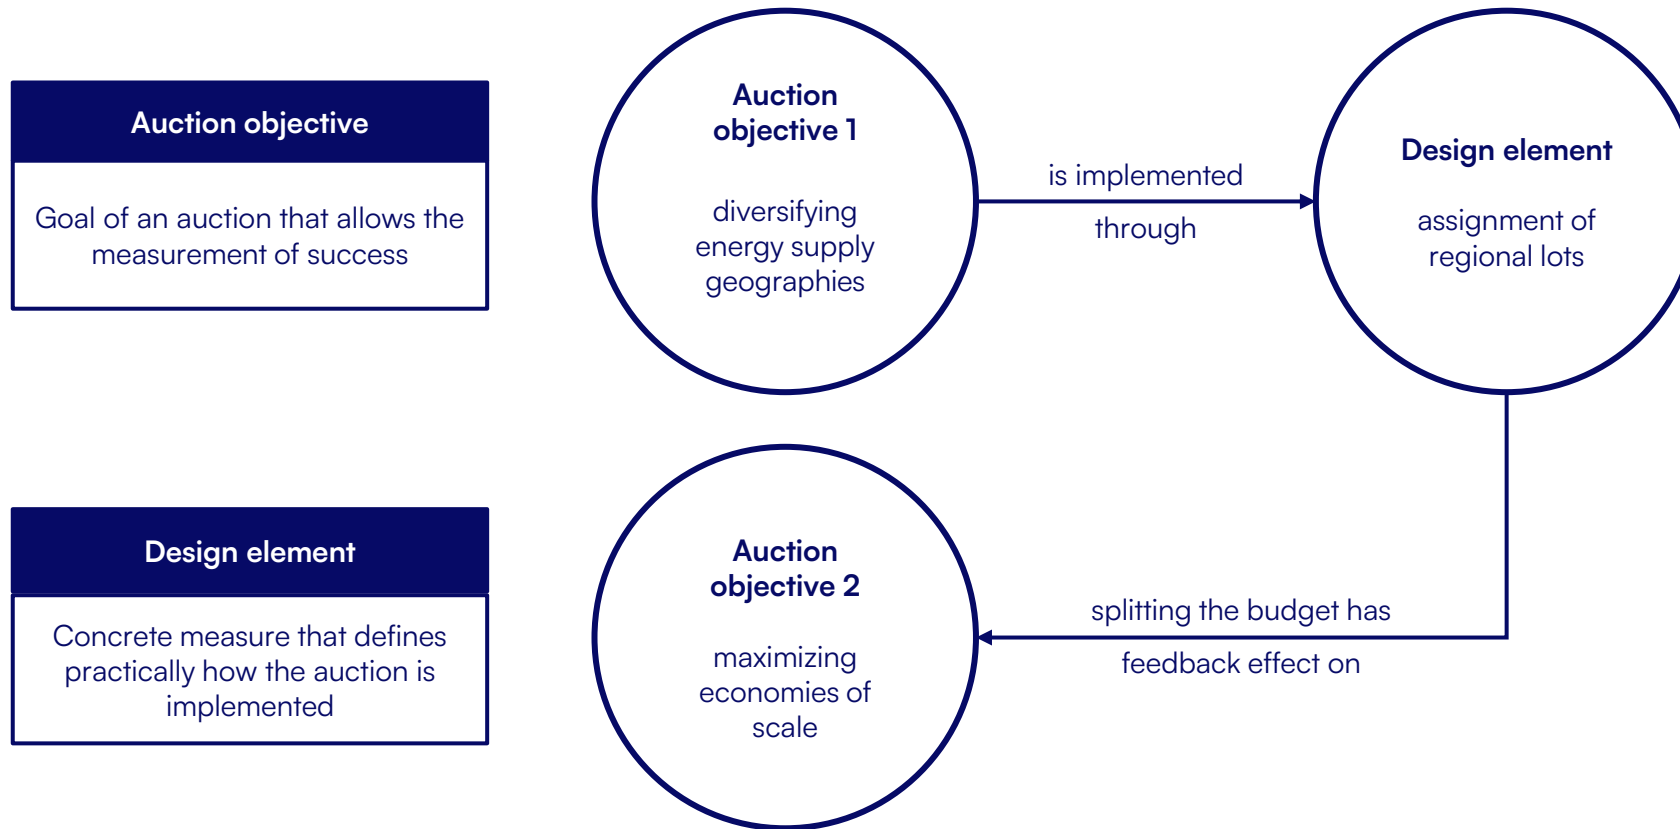 Auction objective
Goal of an auction that allows the
measurement of success
Auction
objective 1
diversifying
energy supply
geographies
is implemented
through
Design element
assignment of
regional lots
Design element
Concrete measure that defines
practically how the auction is
implemented
Auction
objective 2
maximizing
economies of
scale
splitting the budget has
feedback effect on